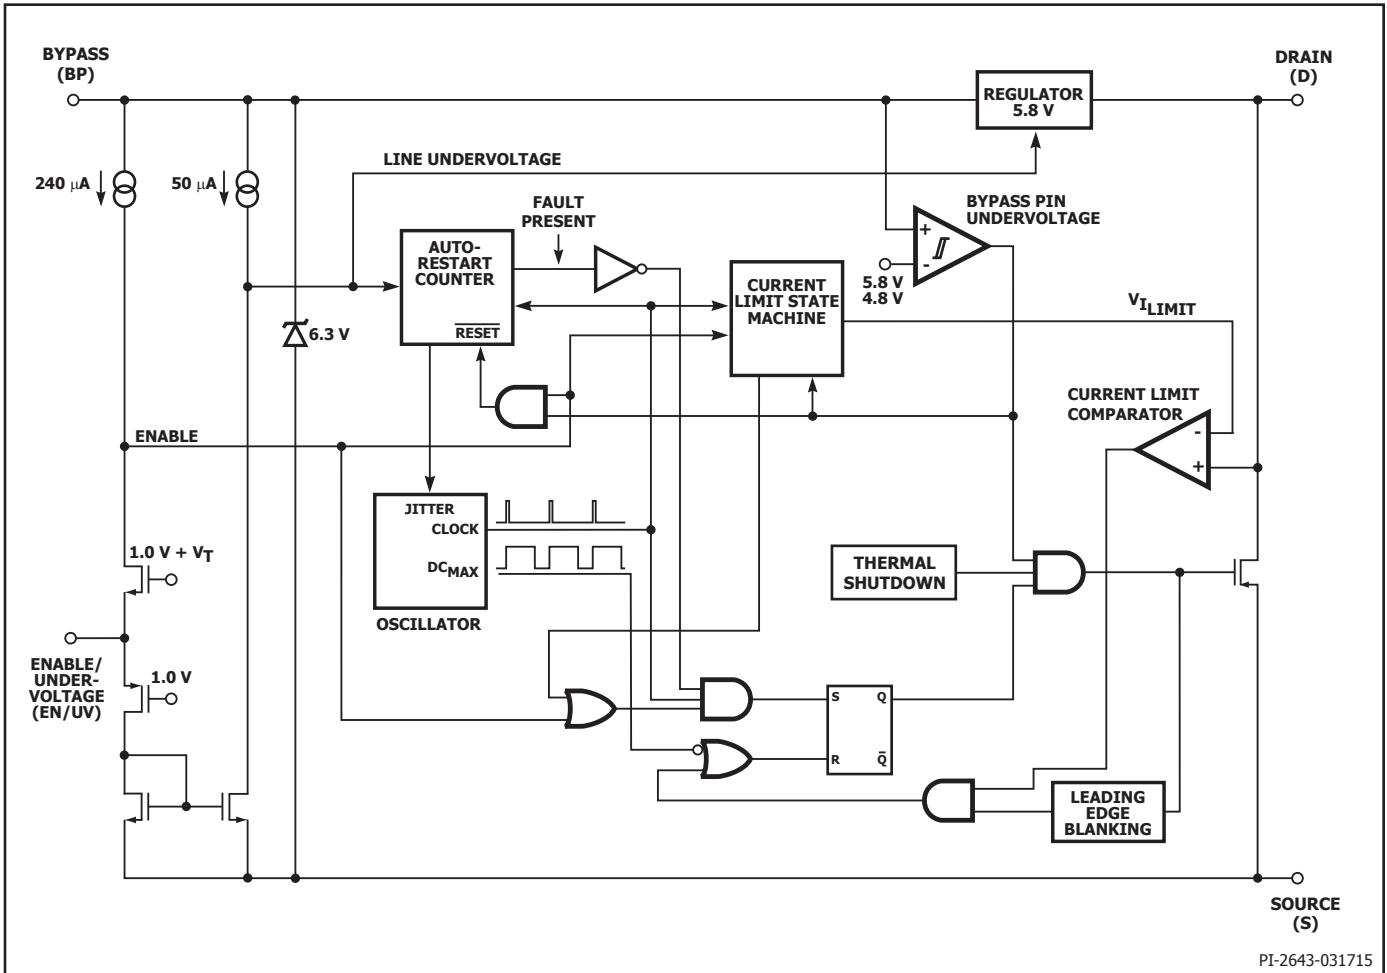 BYPASS
(BP)
DRAIN
(D)
REGULATOR
5.8 V
LINE UNDERVOLTAGE
240 µA
50 µA
FAULT
PRESENT
BYPASS PIN
UNDERVOLTAGE
AUTO-
RESTART
COUNTER
RESET
+
-
5.8 V
4.8 V
CURRENT
LIMIT STATE
MACHINE
VILIMIT
6.3 V
CURRENT LIMIT
COMPARATOR
-
+
ENABLE
JITTER
CLOCK
DCMAX
OSCILLATOR
1.0 V + VT
THERMAL
SHUTDOWN
ENABLE/
UNDER-
VOLTAGE
(EN/UV)
1.0 V
S Q
R Q̅
LEADING
EDGE
BLANKING
SOURCE
(S)
PI-2643-031715